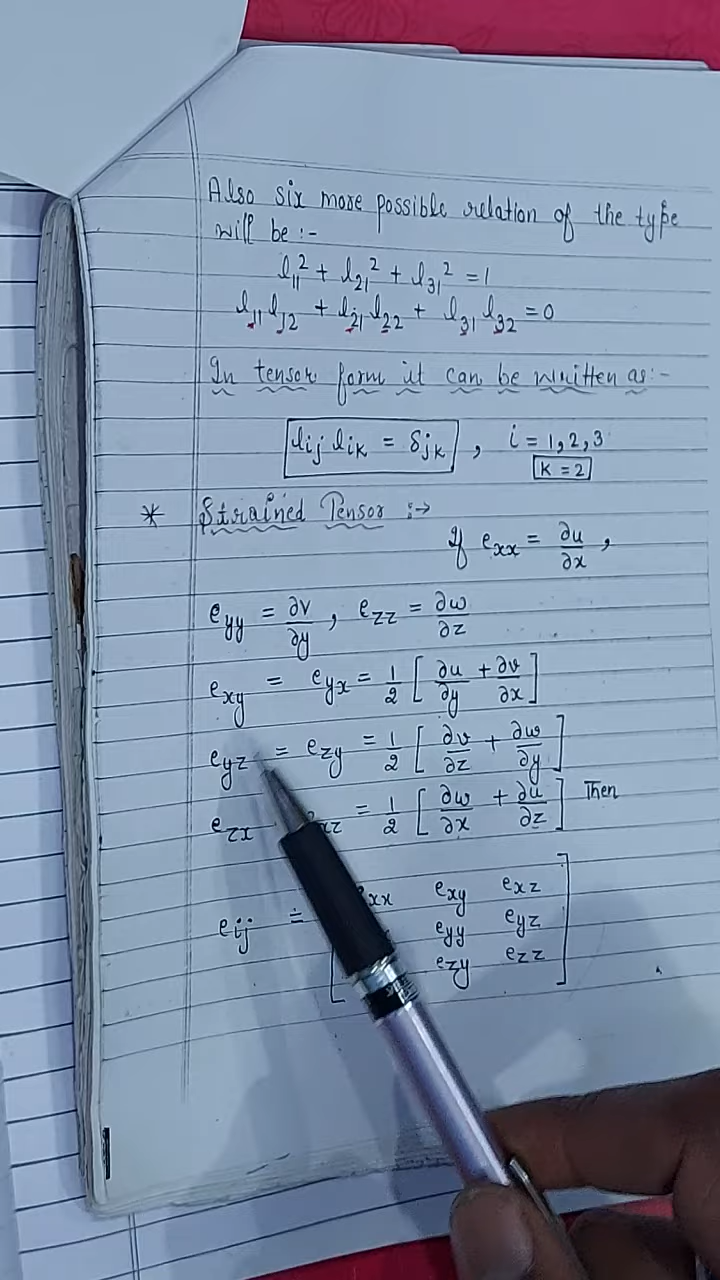 Also six more possible relation of the type
will be :-
l₁₁² + l₂₁² + l₃₁² = 1
l₁₁ l₁₂ + l₂₁ l₂₂ + l₃₁ l₃₂ = 0
In tensor form it can be written as:-
lij lik = δjk , i = 1,2,3
k = 2
* Strained Tensor :→
If exx = ∂u/∂x ,
eyy = ∂v/∂y , ezz = ∂w/∂z
exy = eyx = 1/2 [ ∂u/∂y + ∂v/∂x ]
eyz = ezy = 1/2 [ ∂v/∂z + ∂w/∂y ]
ezx xz = 1/2 [ ∂w/∂x + ∂u/∂z ] Then
xx exy exz
eij = eyy eyz
ezy ezz